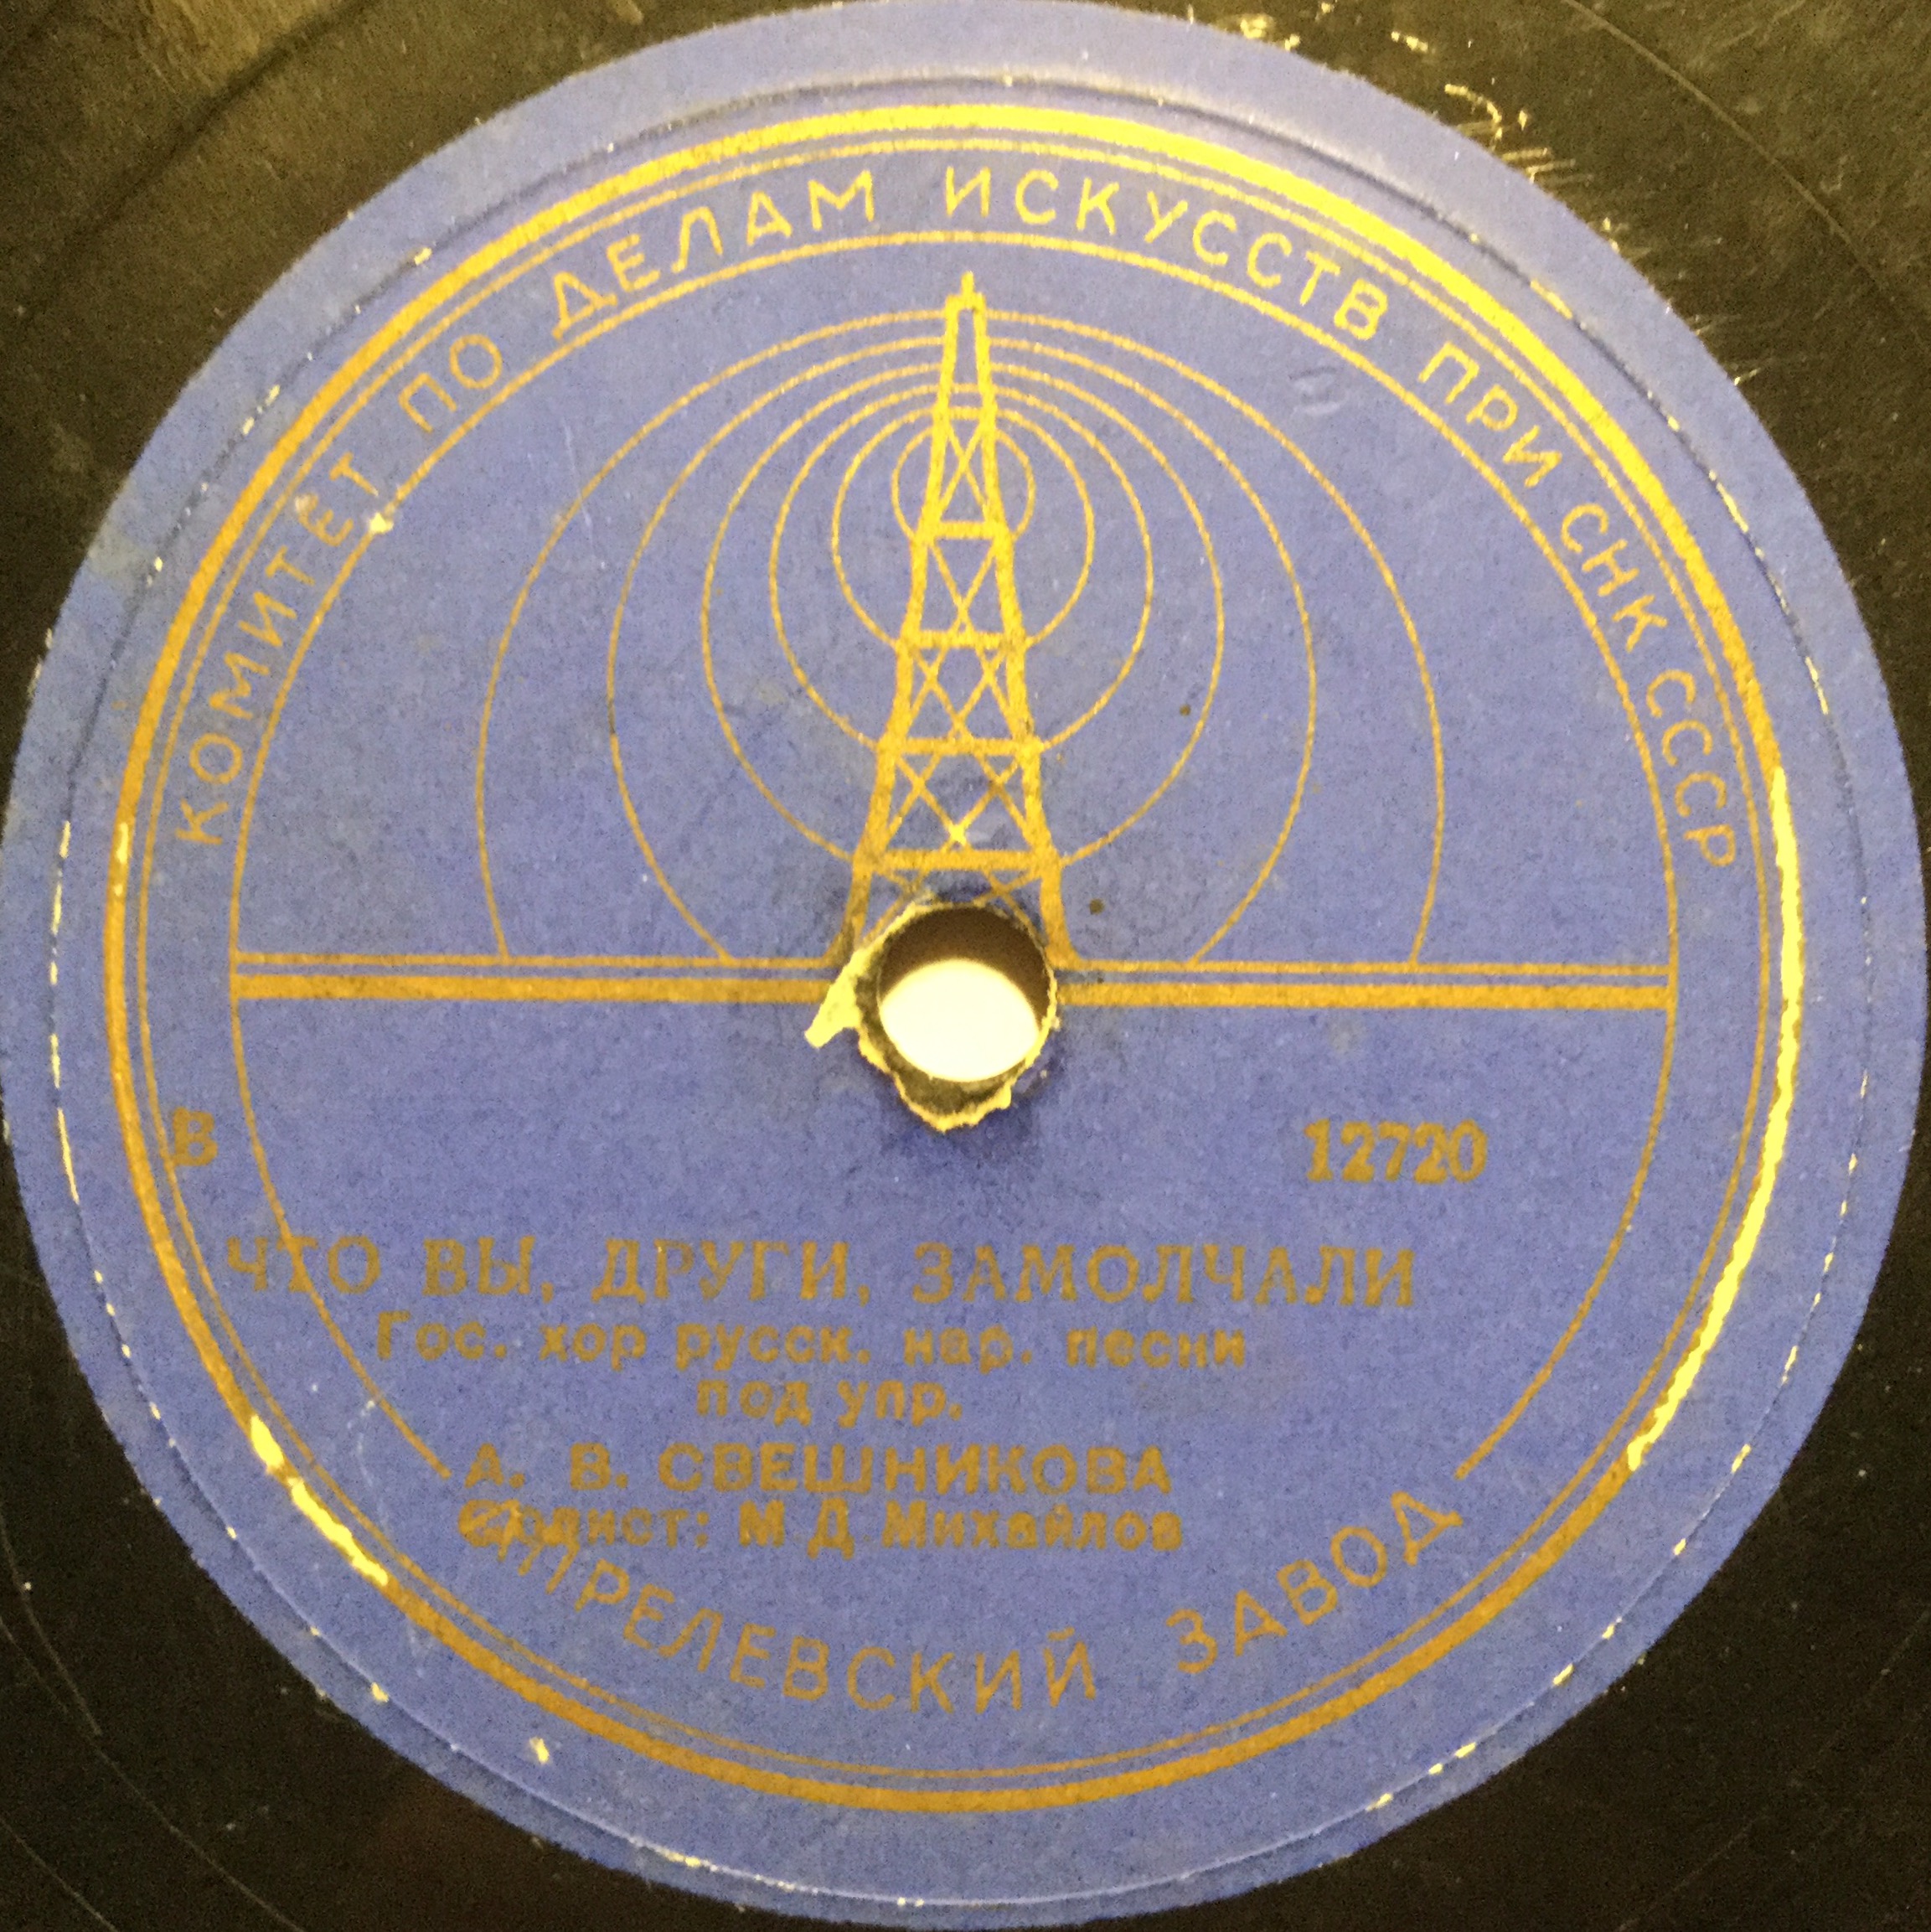 КОМИТЕТ ПО ДЕЛАМ ИСКУССТВ ПРИ СНК СССР
В 12720
ЧТО ВЫ, ДРУГИ, ЗАМОЛЧАЛИ
Гос. хор русск. нар. песни
под упр.
А. В. СВЕШНИКОВА
Солист: М. Д. Михайлов
АПРЕЛЕВСКИЙ ЗАВОД